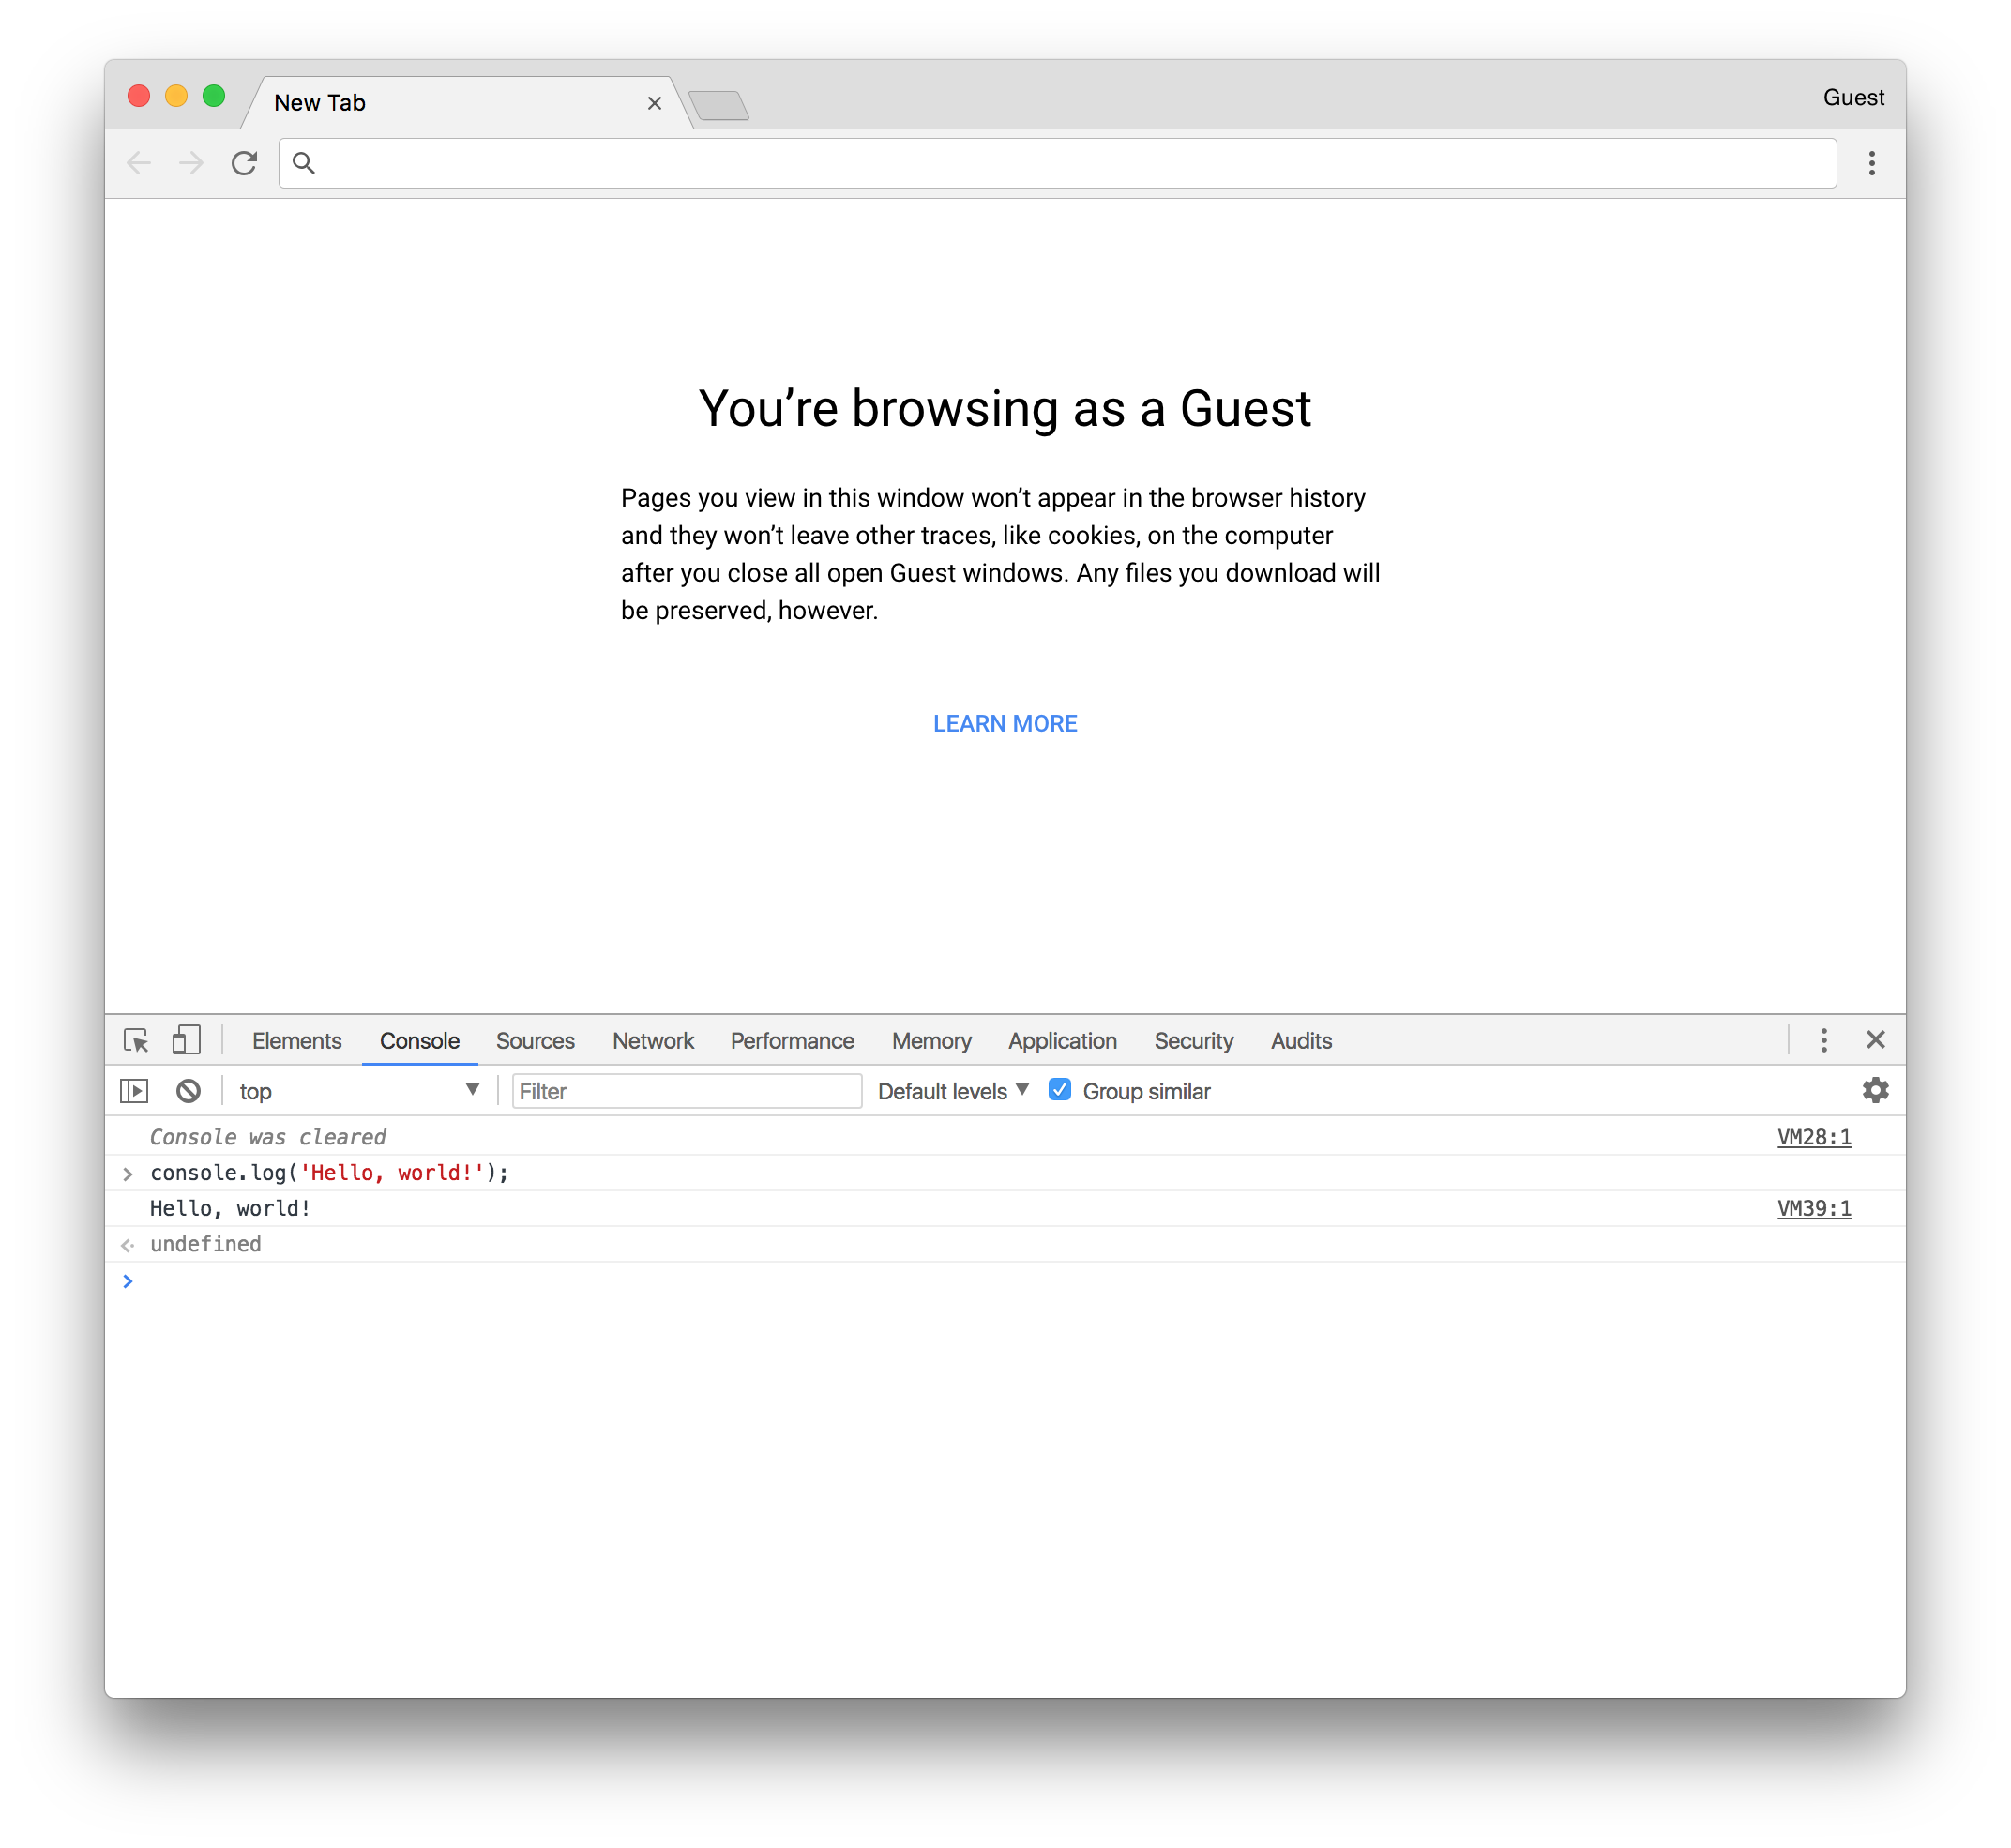 New Tab
Guest
You’re browsing as a Guest
Pages you view in this window won’t appear in the browser history
and they won’t leave other traces, like cookies, on the computer
after you close all open Guest windows. Any files you download will
be preserved, however.
LEARN MORE
Elements Console Sources Network Performance Memory Application Security Audits
top Filter Default levels Group similar
Console was cleared VM28:1
console.log('Hello, world!');
Hello, world! VM39:1
undefined